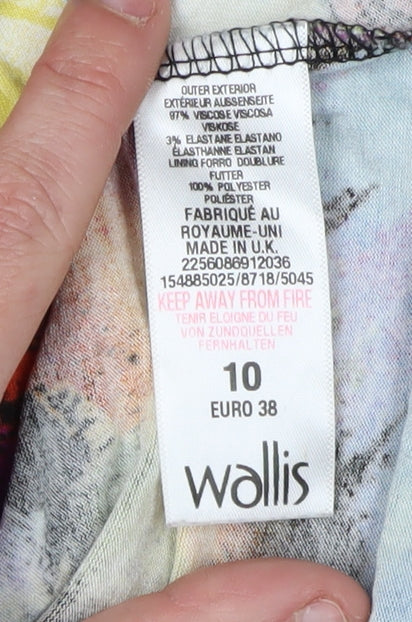 OUTER EXTERIOR
EXTÉRIEUR AUSSENSEITE
97% VISCOSE VISCOSA
VISKOSE
3% ELASTANE ELASTANO
ÉLASTHANNE ELASTAN
LINING FORRO DOUBLURE
FUTTER
100% POLYESTER
POLIÉSTER
FABRIQUÉ AU
ROYAUME-UNI
MADE IN U.K.
2256086912036
154885025/8718/5045
KEEP AWAY FROM FIRE
TENIR ELOIGNE DU FEU
VON ZUNDQUELLEN
FERNHALTEN
10
EURO 38
wallis